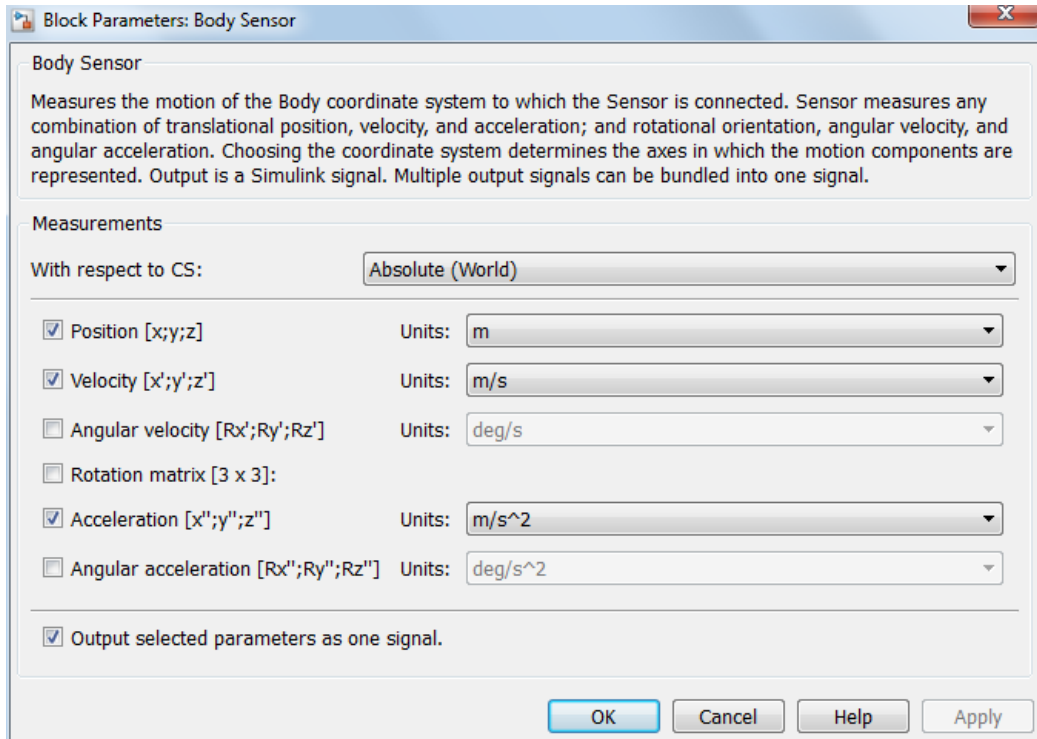 Block Parameters: Body Sensor
x
Body Sensor
Measures the motion of the Body coordinate system to which the Sensor is connected. Sensor measures any
combination of translational position, velocity, and acceleration; and rotational orientation, angular velocity, and
angular acceleration. Choosing the coordinate system determines the axes in which the motion components are
represented. Output is a Simulink signal. Multiple output signals can be bundled into one signal.
Measurements
With respect to CS: Absolute (World)
Position [x;y;z] Units: m
Velocity [x';y';z'] Units: m/s
Angular velocity [Rx';Ry';Rz'] Units: deg/s
Rotation matrix [3 x 3]:
Acceleration [x'';y'';z''] Units: m/s^2
Angular acceleration [Rx'';Ry'';Rz''] Units: deg/s^2
Output selected parameters as one signal.
OK Cancel Help Apply